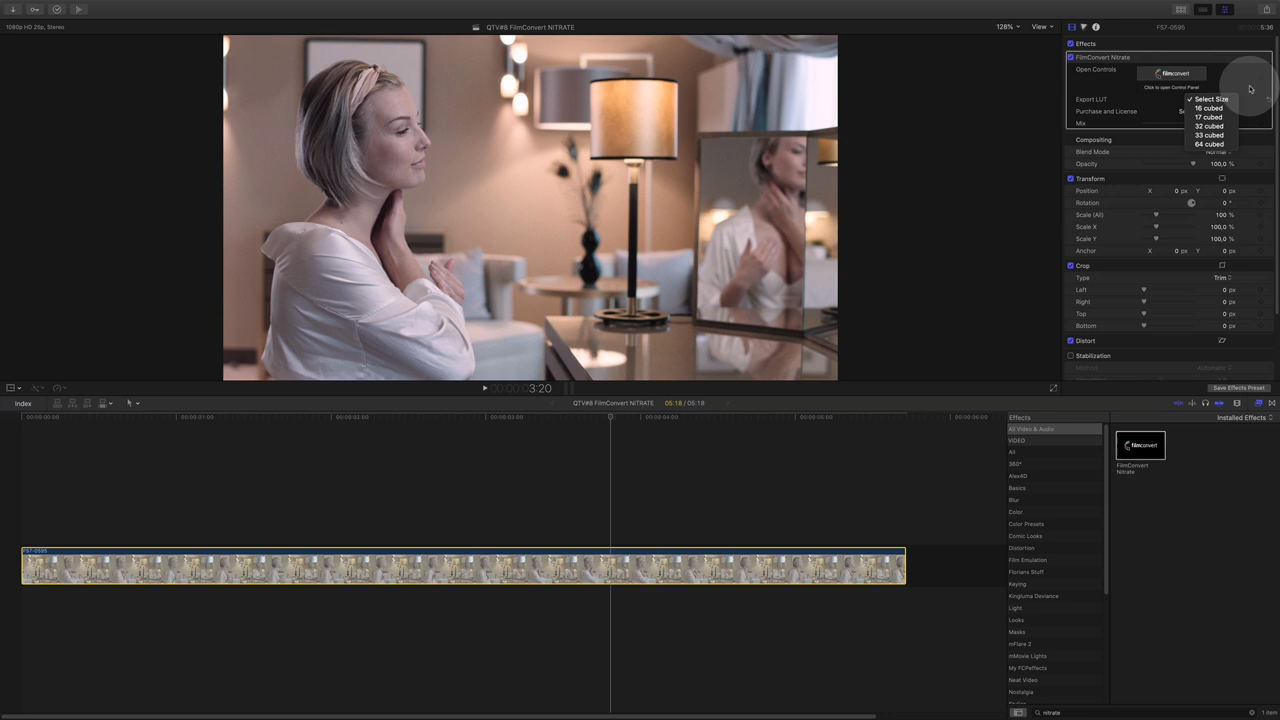 1080p HD 25p, Stereo
QTV#8 FilmConvert NITRATE
128%
View
FS7-0595
5:36
Effects
FilmConvert Nitrate
Open Controls
filmconvert
Click to open Control Panel
Export LUT
Select Size
16 cubed
17 cubed
32 cubed
33 cubed
64 cubed
Purchase and License
Mix
Compositing
Blend Mode
Normal
Opacity
100,0 %
Transform
Position X 0 px Y 0 px
Rotation 0 °
Scale (All) 100 %
Scale X 100,0 %
Scale Y 100,0 %
Anchor X 0 px Y 0 px
Crop
Type Trim
Left 0 px
Right 0 px
Top 0 px
Bottom 0 px
Distort
Stabilization
Method Automatic
Save Effects Preset
00:00:00 3:20
Index
QTV#8 FilmConvert NITRATE 05:18 / 05:18
00:00:00:00 00:00:01:00 00:00:02:00 00:00:03:00 00:00:04:00 00:00:05:00 00:00:06:00
FS7-0595
Effects
Installed Effects
All Video & Audio
VIDEO
All
360°
Alex4D
Basics
Blur
Color
Color Presets
Comic Looks
Distortion
Film Emulation
Florians Stuff
Keying
Kingluma Deviance
Light
Looks
Masks
mFlare 2
mMovie Lights
My FCPeffects
Neat Video
Nostalgia
filmconvert
FilmConvert
Nitrate
nitrate
1 item